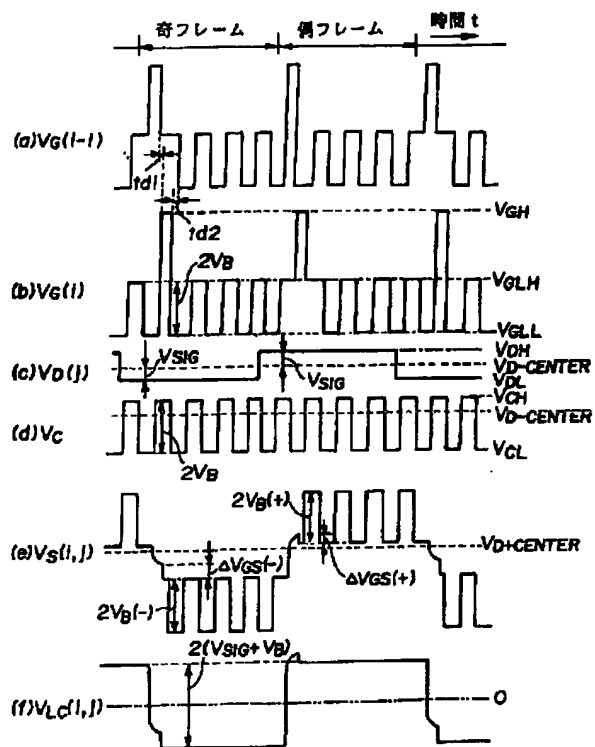 時間 t
奇フレーム 偶フレーム
(a)VG(i-1)
td1
td2
VGH
2VB
VGLH
(b)VG(i)
VGLL
VSIG
VDH
(c)VD(j)
VD-CENTER
VSIG
VDL
VCH
(d)VC
VD-CENTER
VCL
2VB
2VB(+)
(e)VS(i,j)
VD-CENTER
ΔVGS(-)
ΔVGS(+)
2VB(-)
2(VSIG+VB)
(f)VLC(i,j)
0